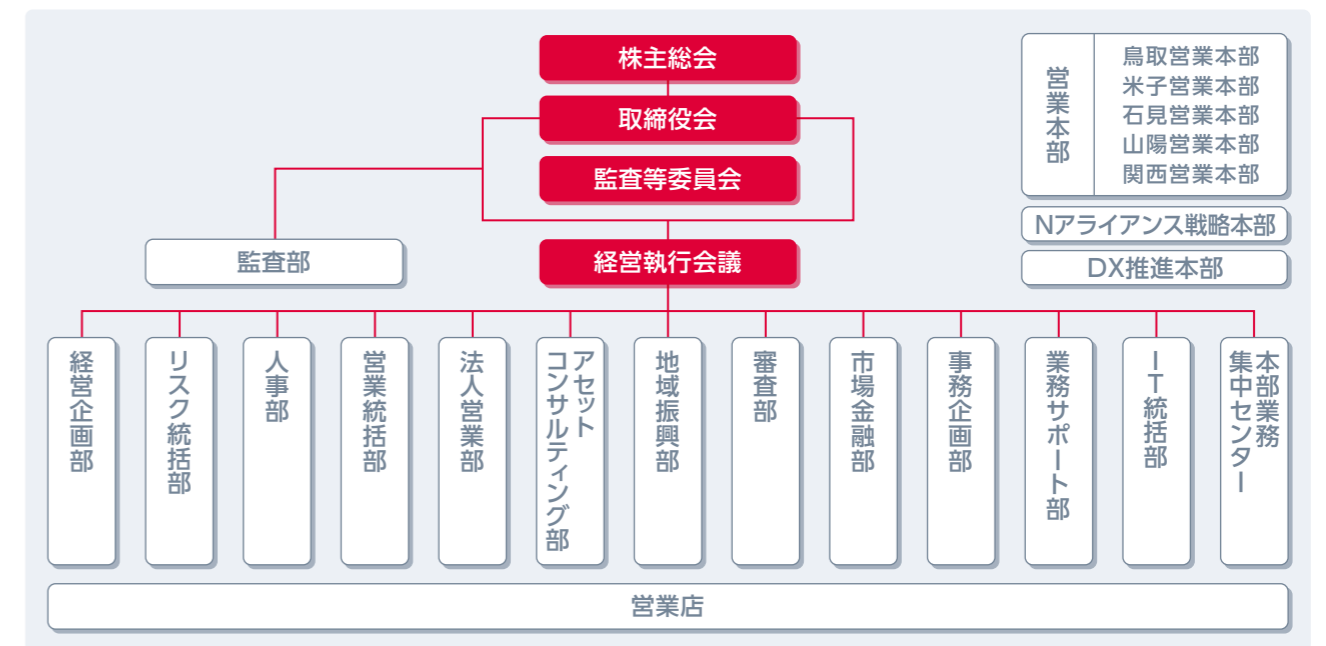 株主総会
取締役会
監査等委員会
監査部
経営執行会議
営業本部
鳥取営業本部
米子営業本部
石見営業本部
山陽営業本部
関西営業本部
Nアライアンス戦略本部
DX推進本部
経営企画部
リスク統括部
人事部
営業統括部
法人営業部
アセット
コンサルティング部
地域振興部
審査部
市場金融部
事務企画部
業務サポート部
IT統括部
本部業務
集中センター
営業店